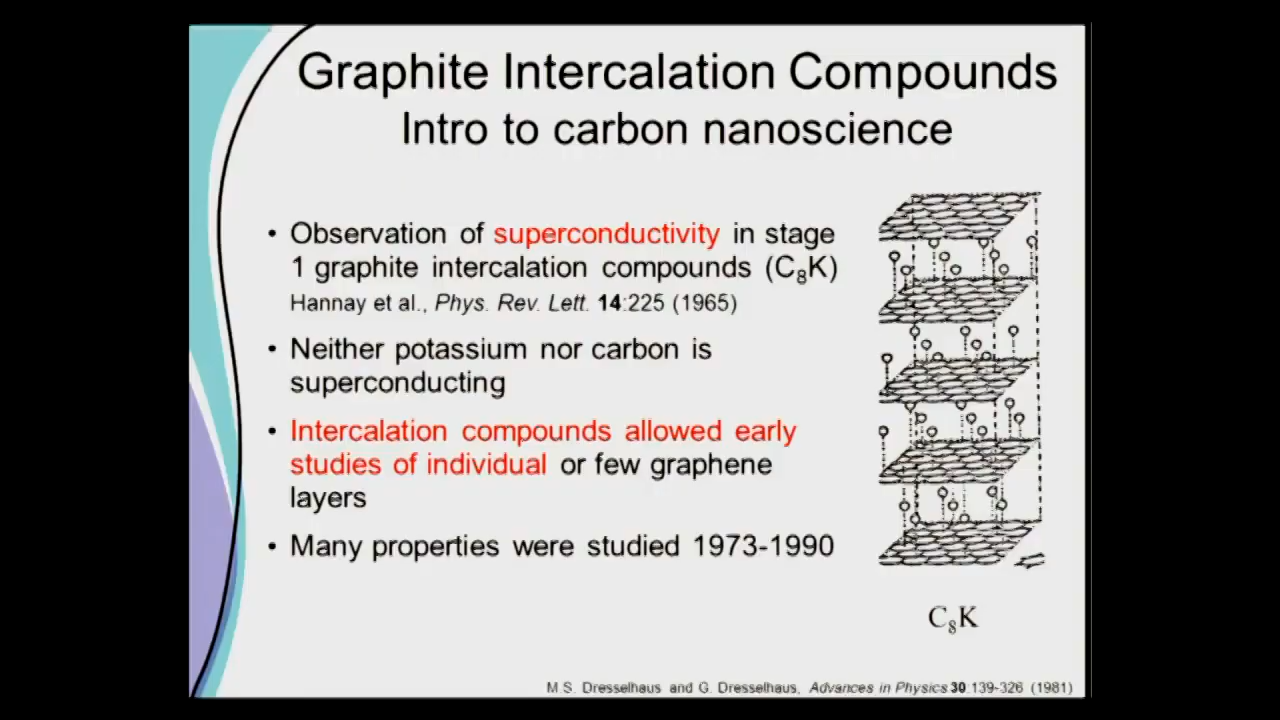 Graphite Intercalation Compounds
Intro to carbon nanoscience
• Observation of superconductivity in stage
1 graphite intercalation compounds (C₈K)
Hannay et al., Phys. Rev. Lett. 14:225 (1965)
• Neither potassium nor carbon is
superconducting
• Intercalation compounds allowed early
studies of individual or few graphene
layers
• Many properties were studied 1973-1990
C₈K
M.S. Dresselhaus and G. Dresselhaus, Advances in Physics 30:139-326 (1981)